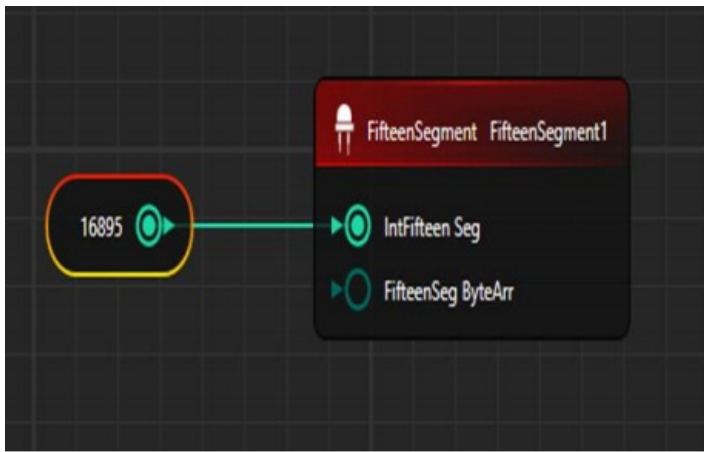 FifteenSegment FifteenSegment1
16895
IntFifteen Seg
FifteenSeg ByteArr